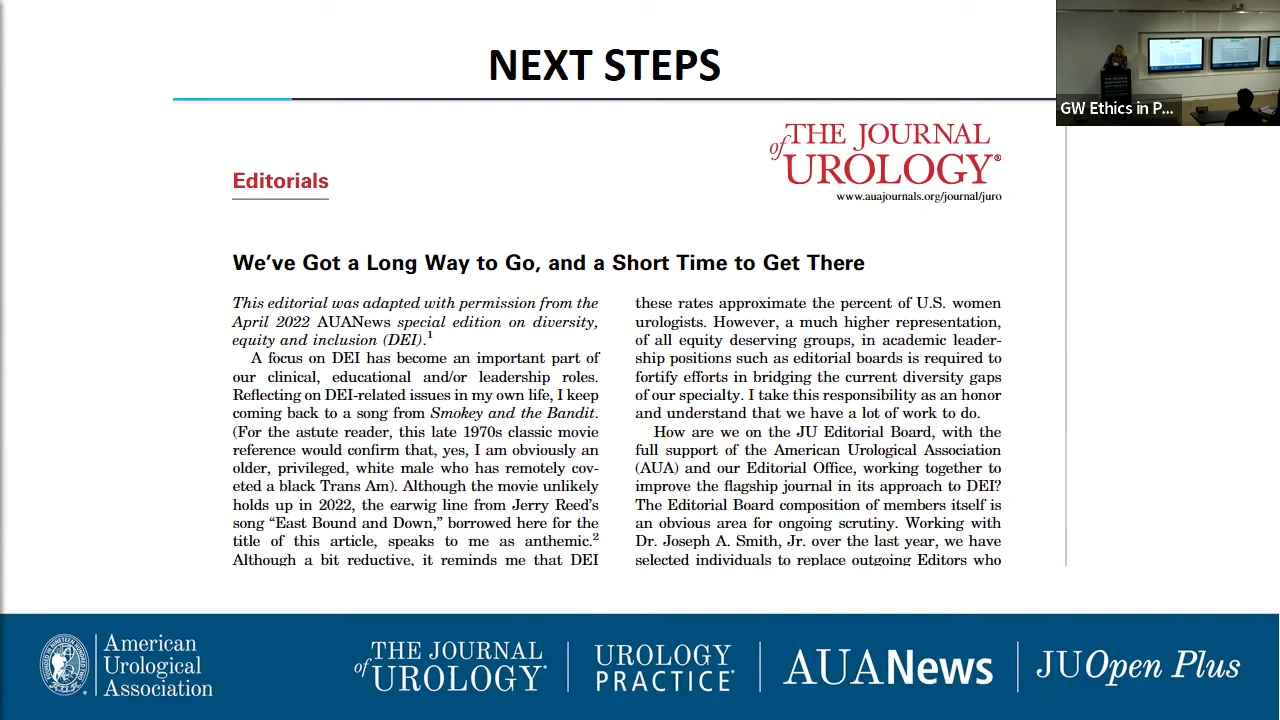 NEXT STEPS
GW Ethics in P...
THE JOURNAL
of UROLOGY®
www.auajournals.org/journal/juro
Editorials
We've Got a Long Way to Go, and a Short Time to Get There
This editorial was adapted with permission from the
April 2022 AUANews special edition on diversity,
equity and inclusion (DEI).1
A focus on DEI has become an important part of
our clinical, educational and/or leadership roles.
Reflecting on DEI-related issues in my own life, I keep
coming back to a song from Smokey and the Bandit.
(For the astute reader, this late 1970s classic movie
reference would confirm that, yes, I am obviously an
older, privileged, white male who has remotely cov-
eted a black Trans Am). Although the movie unlikely
holds up in 2022, the earwig line from Jerry Reed's
song “East Bound and Down,” borrowed here for the
title of this article, speaks to me as anthemic.2
Although a bit reductive, it reminds me that DEI
these rates approximate the percent of U.S. women
urologists. However, a much higher representation,
of all equity deserving groups, in academic leader-
ship positions such as editorial boards is required to
fortify efforts in bridging the current diversity gaps
of our specialty. I take this responsibility as an honor
and understand that we have a lot of work to do.
How are we on the JU Editorial Board, with the
full support of the American Urological Association
(AUA) and our Editorial Office, working together to
improve the flagship journal in its approach to DEI?
The Editorial Board composition of members itself is
an obvious area for ongoing scrutiny. Working with
Dr. Joseph A. Smith, Jr. over the last year, we have
selected individuals to replace outgoing Editors who
American
Urological
Association
THE JOURNAL
of UROLOGY®
UROLOGY
PRACTICE®
AUANews
JUOpen Plus